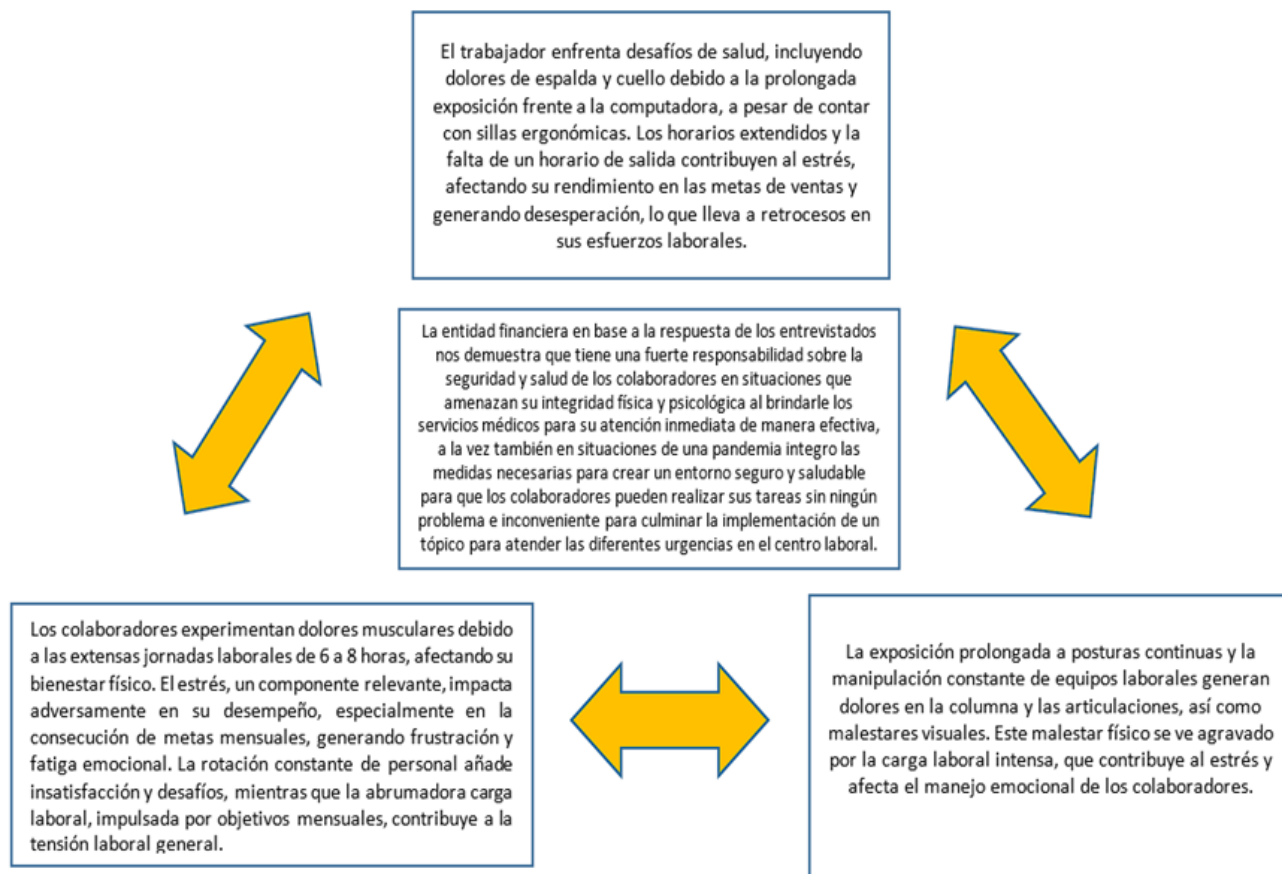 El trabajador enfrenta desafíos de salud, incluyendo
dolores de espalda y cuello debido a la prolongada
exposición frente a la computadora, a pesar de contar
con sillas ergonómicas. Los horarios extendidos y la
falta de un horario de salida contribuyen al estrés,
afectando su rendimiento en las metas de ventas y
generando desesperación, lo que lleva a retrocesos en
sus esfuerzos laborales.
La entidad financiera en base a la respuesta de los entrevistados
nos demuestra que tiene una fuerte responsabilidad sobre la
seguridad y salud de los colaboradores en situaciones que
amenazan su integridad física y psicológica al brindarle los
servicios médicos para su atención inmediata de manera efectiva,
a la vez también en situaciones de una pandemia integro las
medidas necesarias para crear un entorno seguro y saludable
para que los colaboradores pueden realizar sus tareas sin ningún
problema e inconveniente para culminar la implementación de un
tópico para atender las diferentes urgencias en el centro laboral.
Los colaboradores experimentan dolores musculares debido
a las extensas jornadas laborales de 6 a 8 horas, afectando su
bienestar físico. El estrés, un componente relevante, impacta
adversamente en su desempeño, especialmente en la
consecución de metas mensuales, generando frustración y
fatiga emocional. La rotación constante de personal añade
insatisfacción y desafíos, mientras que la abrumadora carga
laboral, impulsada por objetivos mensuales, contribuye a la
tensión laboral general.
La exposición prolongada a posturas continuas y la
manipulación constante de equipos laborales generan
dolores en la columna y las articulaciones, así como
malestares visuales. Este malestar físico se ve agravado
por la carga laboral intensa, que contribuye al estrés y
afecta el manejo emocional de los colaboradores.